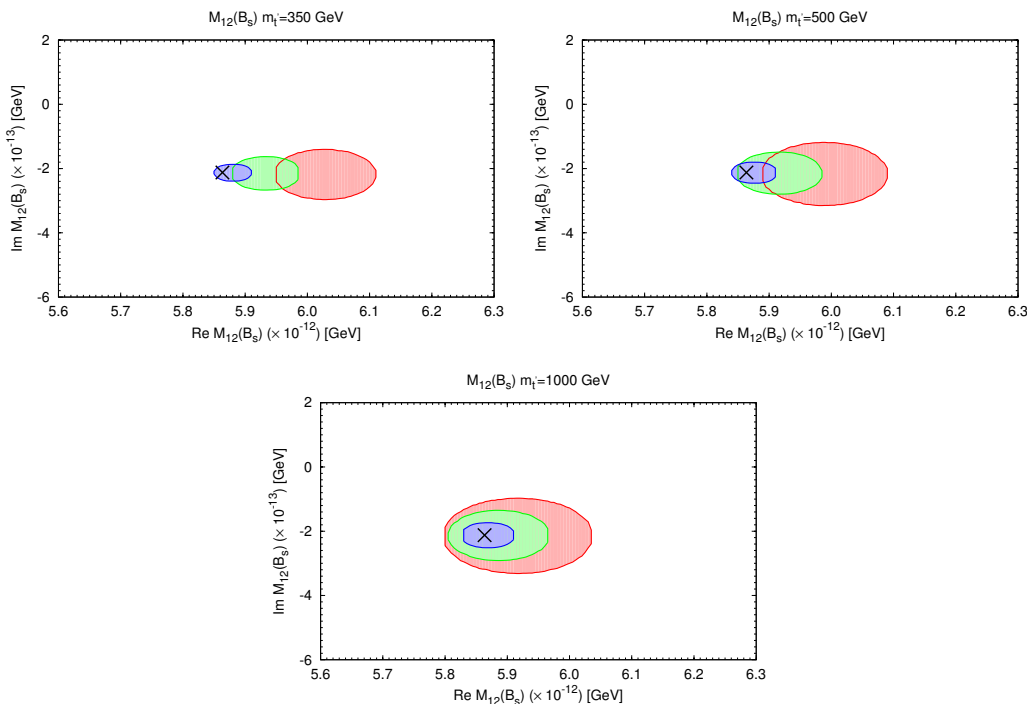 M12(Bs) mt'=350 GeV
Im M12(Bs) (× 10-13) [GeV]
2
0
-2
-4
-6
5.6 5.7 5.8 5.9 6.0 6.1 6.2 6.3
Re M12(Bs) (× 10-12) [GeV]
M12(Bs) mt'=500 GeV
Im M12(Bs) (× 10-13) [GeV]
2
0
-2
-4
-6
5.6 5.7 5.8 5.9 6.0 6.1 6.2 6.3
Re M12(Bs) (× 10-12) [GeV]
M12(Bs) mt'=1000 GeV
Im M12(Bs) (× 10-13) [GeV]
2
0
-2
-4
-6
5.6 5.7 5.8 5.9 6.0 6.1 6.2 6.3
Re M12(Bs) (× 10-12) [GeV]